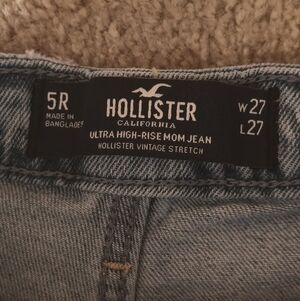 5R
MADE IN
BANGLADESH
HOLLISTER
CALIFORNIA
ULTRA HIGH-RISE MOM JEAN
HOLLISTER VINTAGE STRETCH
W27
L27